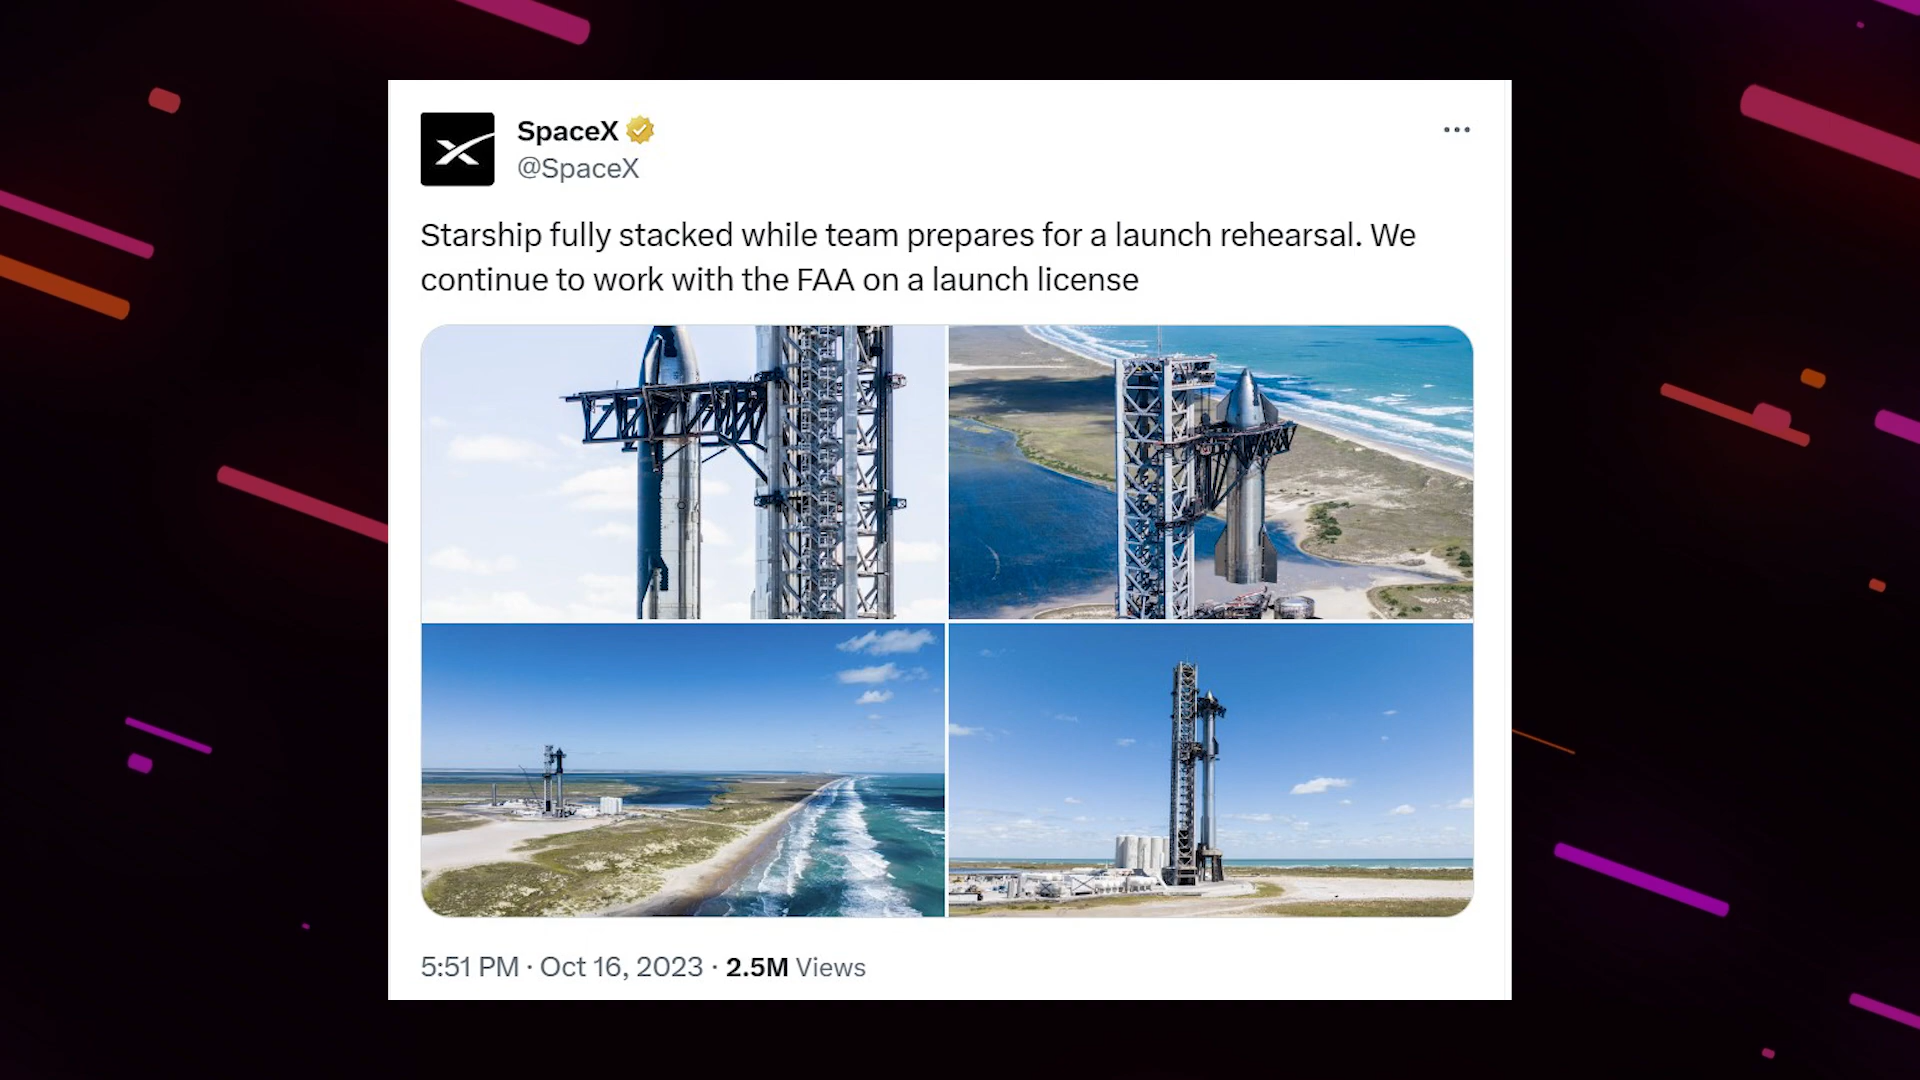 SpaceX
@SpaceX
Starship fully stacked while team prepares for a launch rehearsal. We
continue to work with the FAA on a launch license
5:51 PM · Oct 16, 2023 · 2.5M Views